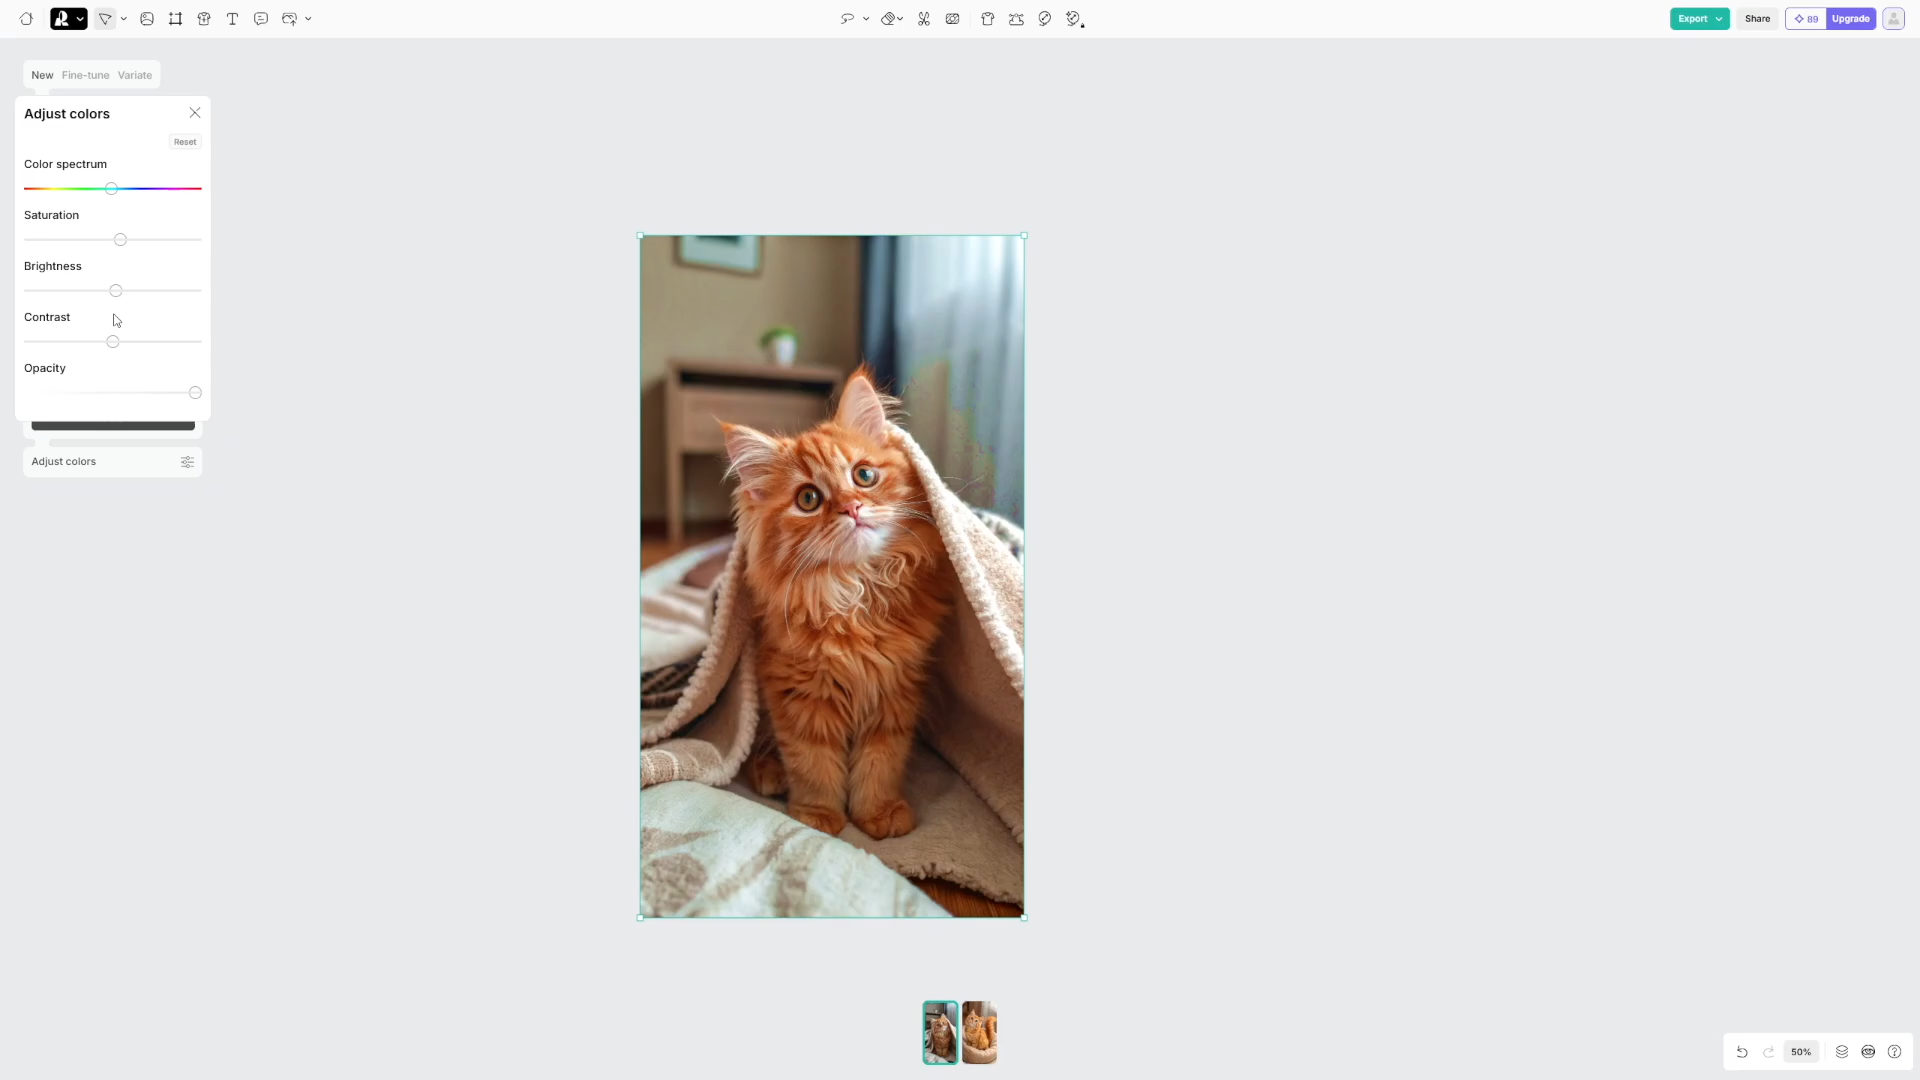 Export
Share
89
Upgrade
New Fine-tune Variate
Adjust colors
Reset
Color spectrum
Saturation
Brightness
Contrast
Opacity
Adjust colors
50%